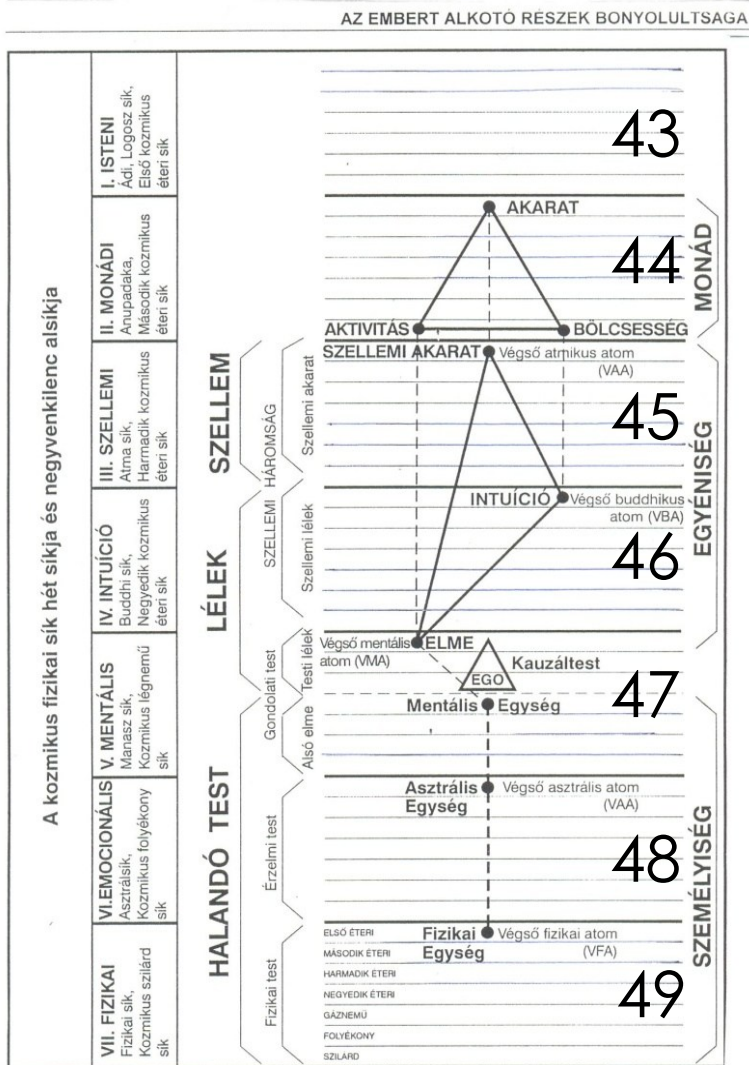 AZ EMBERT ALKOTÓ RÉSZEK BONYOLULTSÁGA
A kozmikus fizikai sík hét síkja és negyvenkilenc alsíkja
I. ISTENI
Ádi, Logosz sík,
Első kozmikus
éteri sík
43
II. MONÁDI
Anupadaka,
Második kozmikus
éteri sík
AKARAT
44
AKTIVITÁS
BÖLCSESSÉG
MONÁD
III. SZELLEMI
Atma sík,
Harmadik kozmikus
éteri sík
SZELLEM
HÁROMSÁG
Szellemi akarat
SZELLEMI AKARAT
Végső atmikus atom
(VAA)
45
IV. INTUÍCIÓ
Buddhi sík,
Negyedik kozmikus
éteri sík
LÉLEK
SZELLEMI
Szellemi lélek
INTUÍCIÓ
Végső buddhikus
atom (VBA)
46
EGYÉNISÉG
V. MENTÁLIS
Manasz sík,
Kozmikus légnemű
sík
Gondolati test
Testi lélek
Alsó elme
Végső mentális
atom (VMA)
ELME
EGO
Kauzáltest
47
Mentális Egység
HALANDÓ TEST
VI.EMOCIONÁLIS
Asztrálsík,
Kozmikus folyékony
sík
Érzelmi test
Asztrális
Egység
Végső asztrális atom
(VAA)
48
SZEMÉLYISÉG
VII. FIZIKAI
Fizikai sík,
Kozmikus szilárd
sík
Fizikai test
ELSŐ ÉTERI
MÁSODIK ÉTERI
HARMADIK ÉTERI
NEGYEDIK ÉTERI
GÁZNEMŰ
FOLYÉKONY
SZILÁRD
Fizikai
Egység
Végső fizikai atom
(VFA)
49